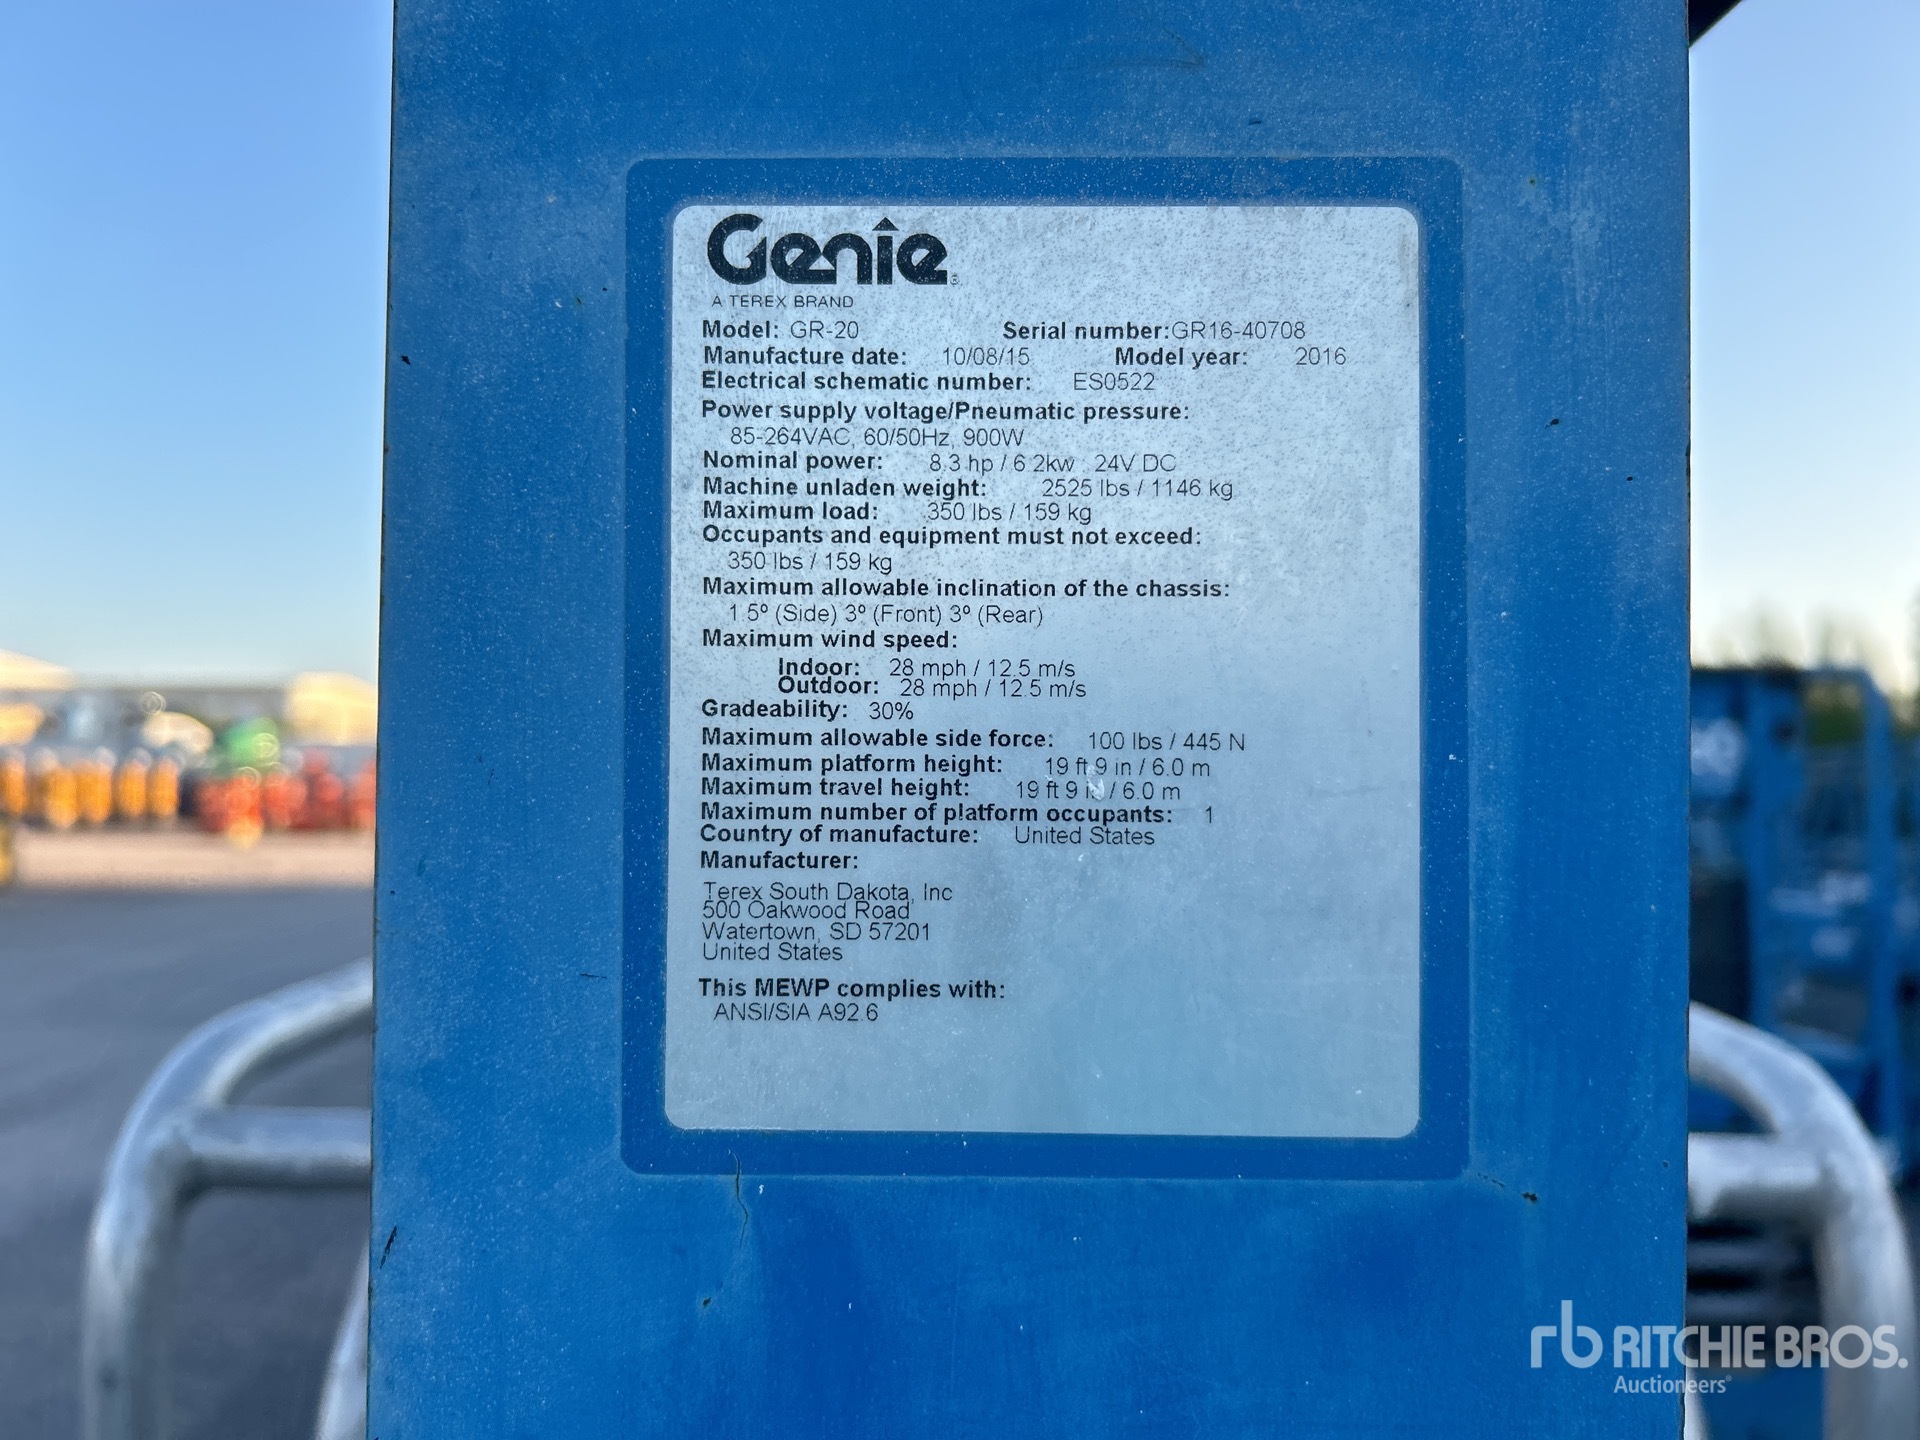 Genie®
A TEREX BRAND
Model: GR-20 Serial number:GR16-40708
Manufacture date: 10/08/15 Model year: 2016
Electrical schematic number: ES0522
Power supply voltage/Pneumatic pressure:
85-264VAC, 60/50Hz, 900W
Nominal power: 8.3 hp / 6.2kw : 24V DC
Machine unladen weight: 2525 lbs / 1146 kg
Maximum load: 350 lbs / 159 kg
Occupants and equipment must not exceed:
350 lbs / 159 kg
Maximum allowable inclination of the chassis:
1.5º (Side) 3º (Front) 3º (Rear)
Maximum wind speed:
Indoor: 28 mph / 12.5 m/s
Outdoor: 28 mph / 12.5 m/s
Gradeability: 30%
Maximum allowable side force: 100 lbs / 445 N
Maximum platform height: 19 ft 9 in / 6.0 m
Maximum travel height: 19 ft 9 in / 6.0 m
Maximum number of platform occupants: 1
Country of manufacture: United States
Manufacturer:
Terex South Dakota, Inc
500 Oakwood Road
Watertown, SD 57201
United States
This MEWP complies with:
ANSI/SIA A92.6
rb RITCHIE BROS.
Auctioneers®